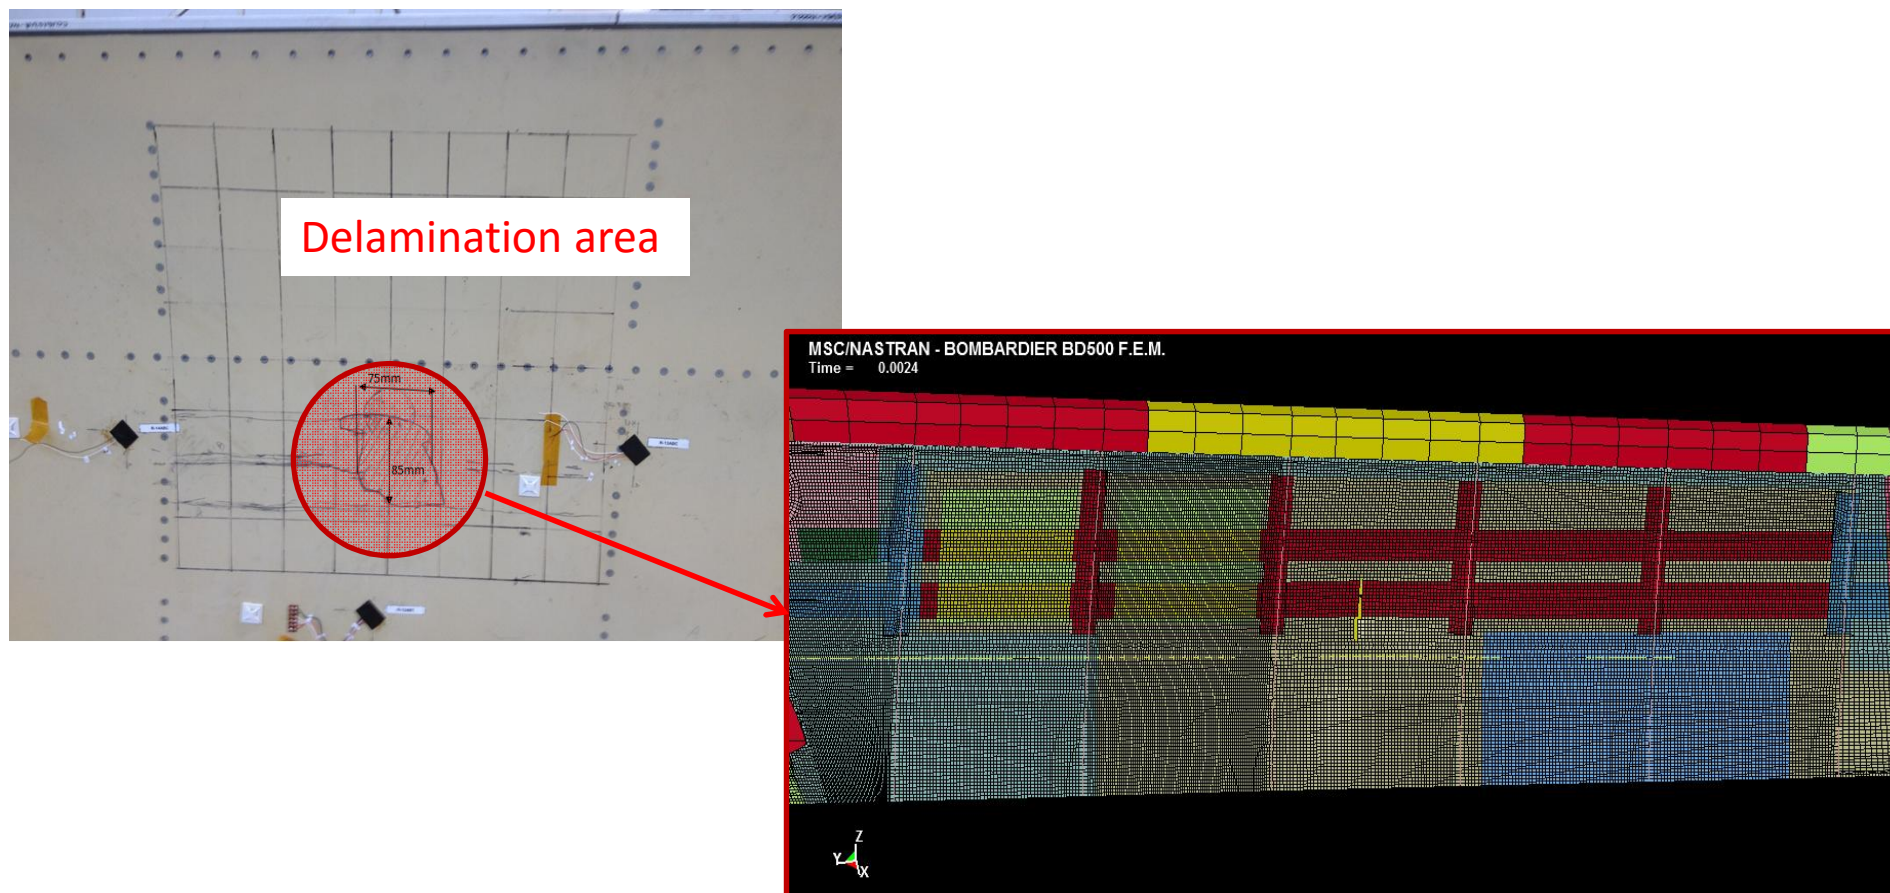 Delamination area
75mm
85mm
MSC/NASTRAN - BOMBARDIER BD500 F.E.M.
Time = 0.0024
Z
Y
X